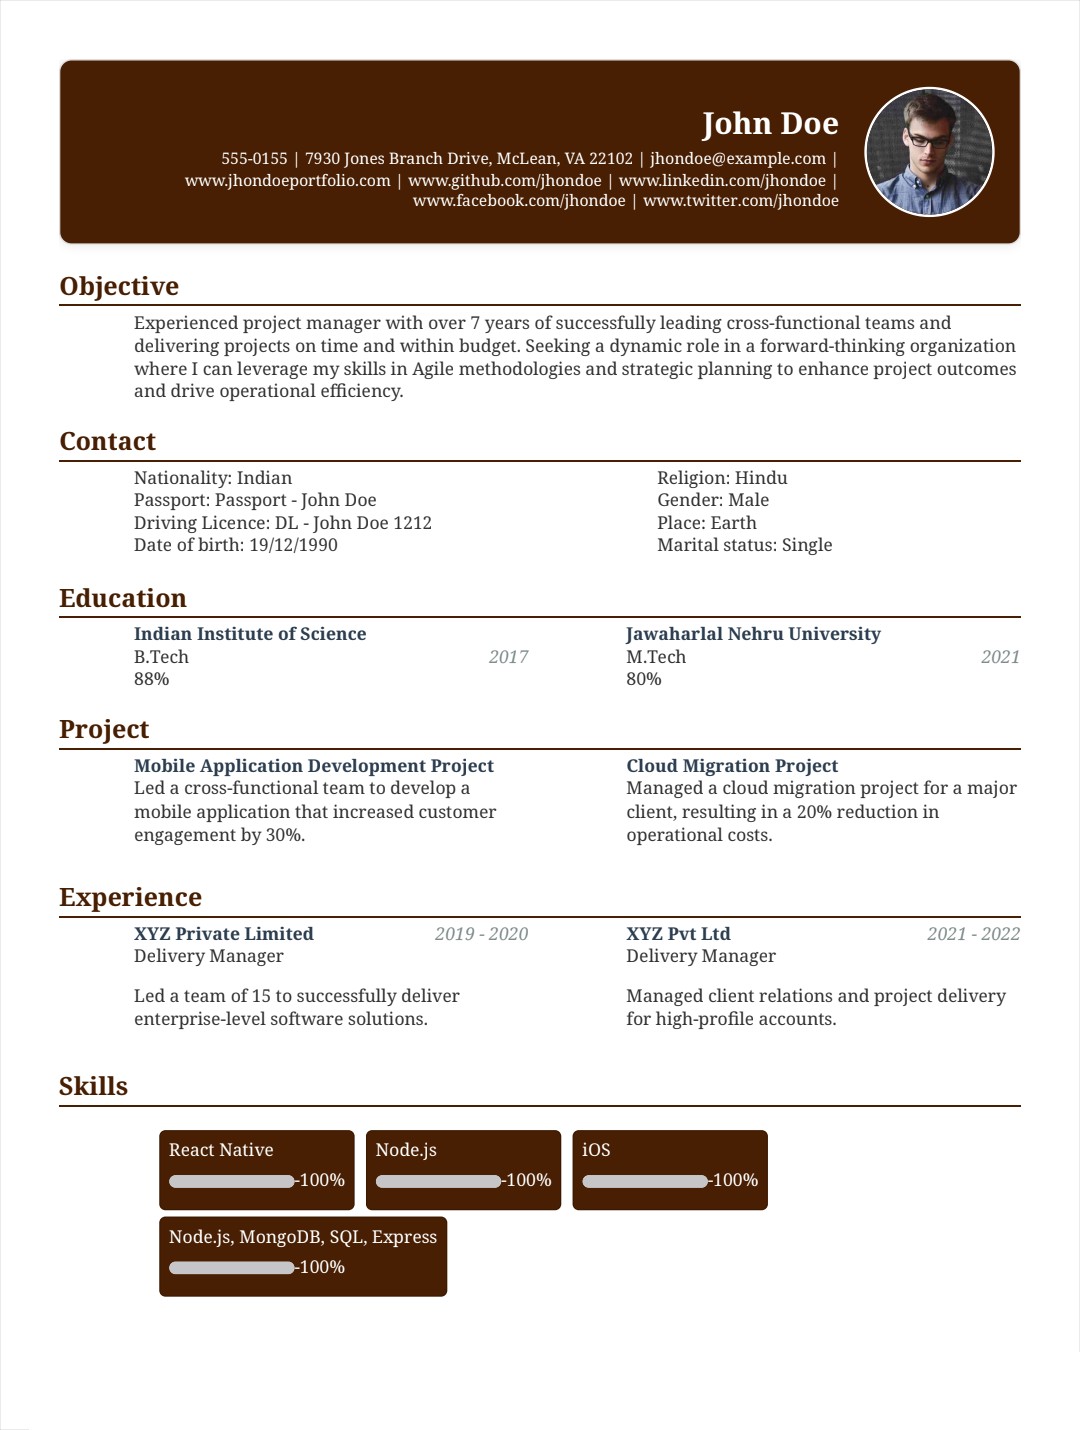 John Doe
555-0155 | 7930 Jones Branch Drive, McLean, VA 22102 | jhondoe@example.com |
www.jhondoeportfolio.com | www.github.com/jhondoe | www.linkedin.com/jhondoe |
www.facebook.com/jhondoe | www.twitter.com/jhondoe
Objective
Experienced project manager with over 7 years of successfully leading cross-functional teams and
delivering projects on time and within budget. Seeking a dynamic role in a forward-thinking organization
where I can leverage my skills in Agile methodologies and strategic planning to enhance project outcomes
and drive operational efficiency.
Contact
Nationality: Indian
Passport: Passport - John Doe
Driving Licence: DL - John Doe 1212
Date of birth: 19/12/1990
Religion: Hindu
Gender: Male
Place: Earth
Marital status: Single
Education
Indian Institute of Science
B.Tech 2017
88%
Jawaharlal Nehru University
M.Tech 2021
80%
Project
Mobile Application Development Project
Led a cross-functional team to develop a
mobile application that increased customer
engagement by 30%.
Cloud Migration Project
Managed a cloud migration project for a major
client, resulting in a 20% reduction in
operational costs.
Experience
XYZ Private Limited 2019 - 2020
Delivery Manager
Led a team of 15 to successfully deliver
enterprise-level software solutions.
XYZ Pvt Ltd 2021 - 2022
Delivery Manager
Managed client relations and project delivery
for high-profile accounts.
Skills
React Native
-100%
Node.js
-100%
iOS
-100%
Node.js, MongoDB, SQL, Express
-100%